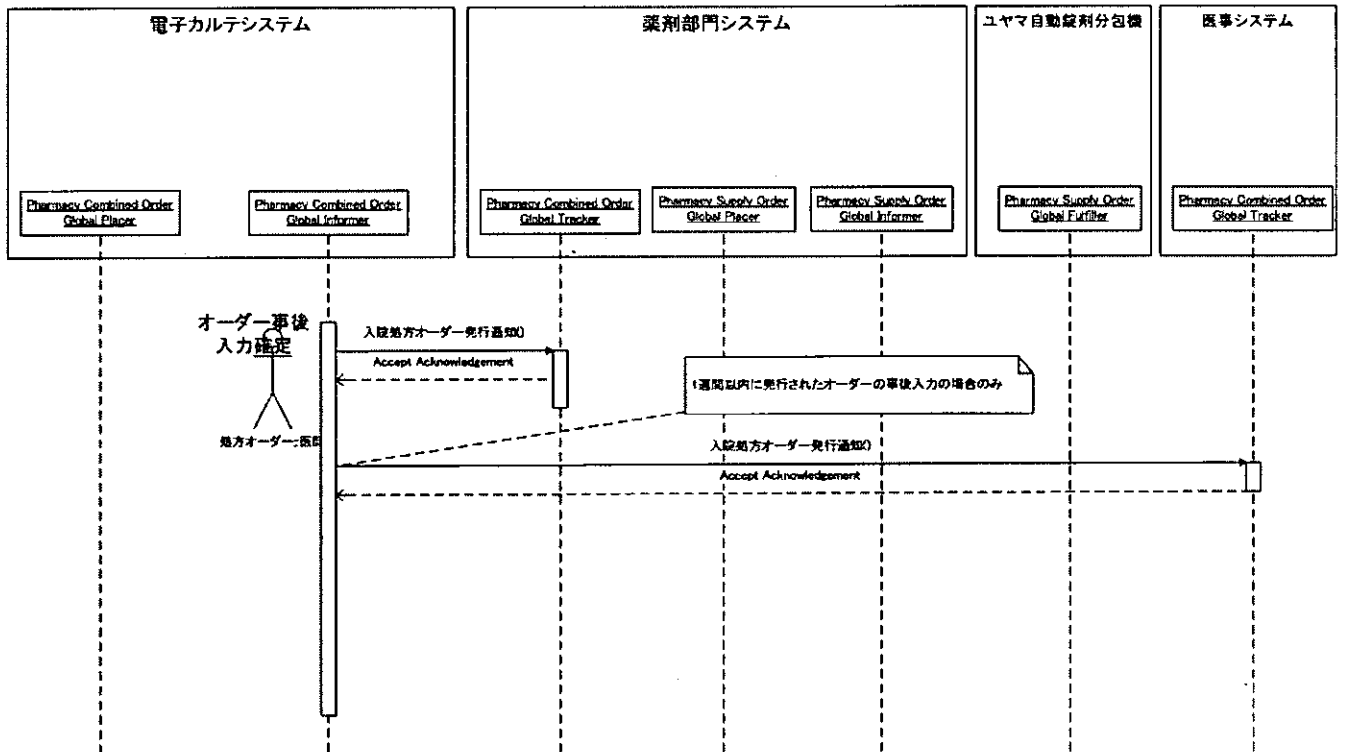 電子カルテシステム
薬剤部門システム
ユヤマ自動錠剤分包機
医事システム
Pharmacy Combined Order
Global Placer
Pharmacy Combined Order
Global Informer
Pharmacy Combined Order
Global Tracker
Pharmacy Supply Order
Global Placer
Pharmacy Supply Order
Global Informer
Pharmacy Supply Order
Global Fulfiller
Pharmacy Combined Order
Global Tracker
オーダー事後
入力確定
入院処方オーダー発行通知()
Accept Acknowledgement
1週間以内に発行されたオーダーの事後入力の場合のみ
処方オーダー:医師
入院処方オーダー発行通知()
Accept Acknowledgement